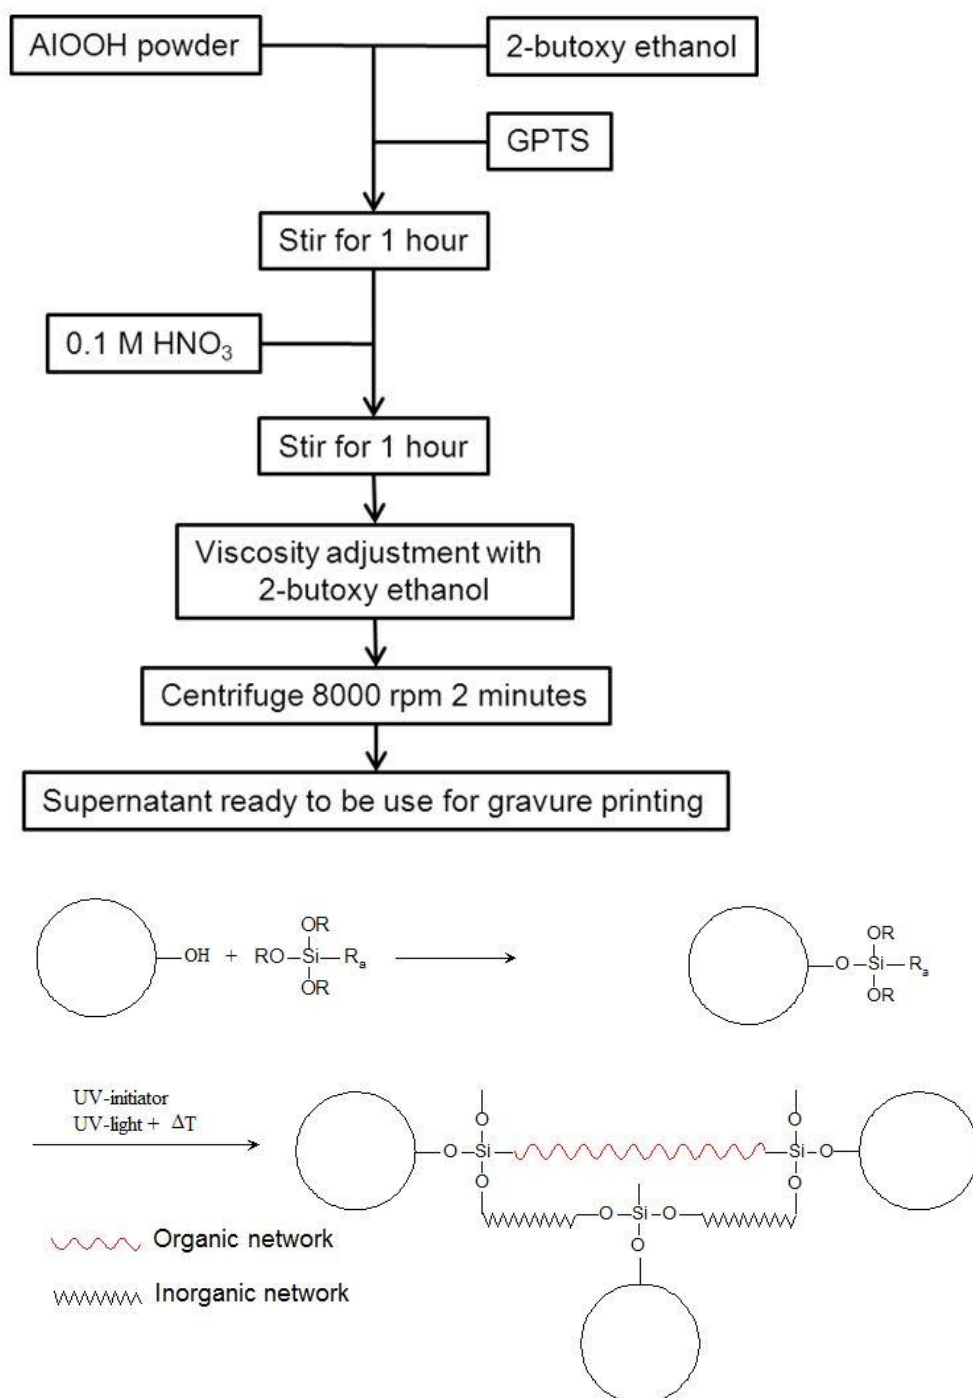 AlOOH powder
2-butoxy ethanol
GPTS
Stir for 1 hour
0.1 M HNO₃
Stir for 1 hour
Viscosity adjustment with
2-butoxy ethanol
Centrifuge 8000 rpm 2 minutes
Supernatant ready to be use for gravure printing
OR
OH + RO-Si-Rₐ
OR
OR
O-Si-Rₐ
OR
UV-initiator
UV-light + ΔT
O
O
O-Si
Si-O
O
O
O-Si-O
O
Organic network
Inorganic network